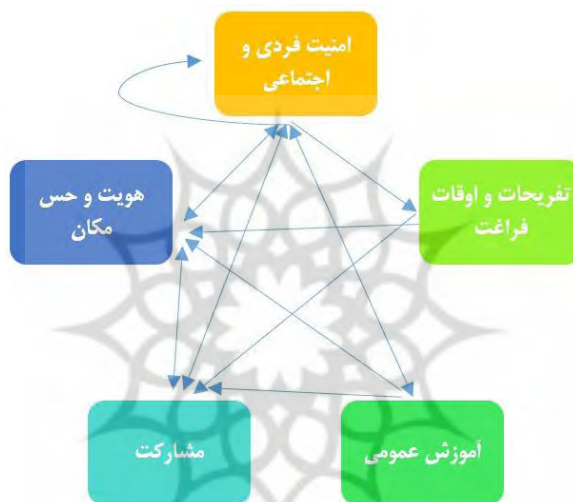 امنیت فردی و
اجتماعی
تفریحات و اوقات
فراغت
هویت و حس
مکان
آموزش عمومی
مشارکت